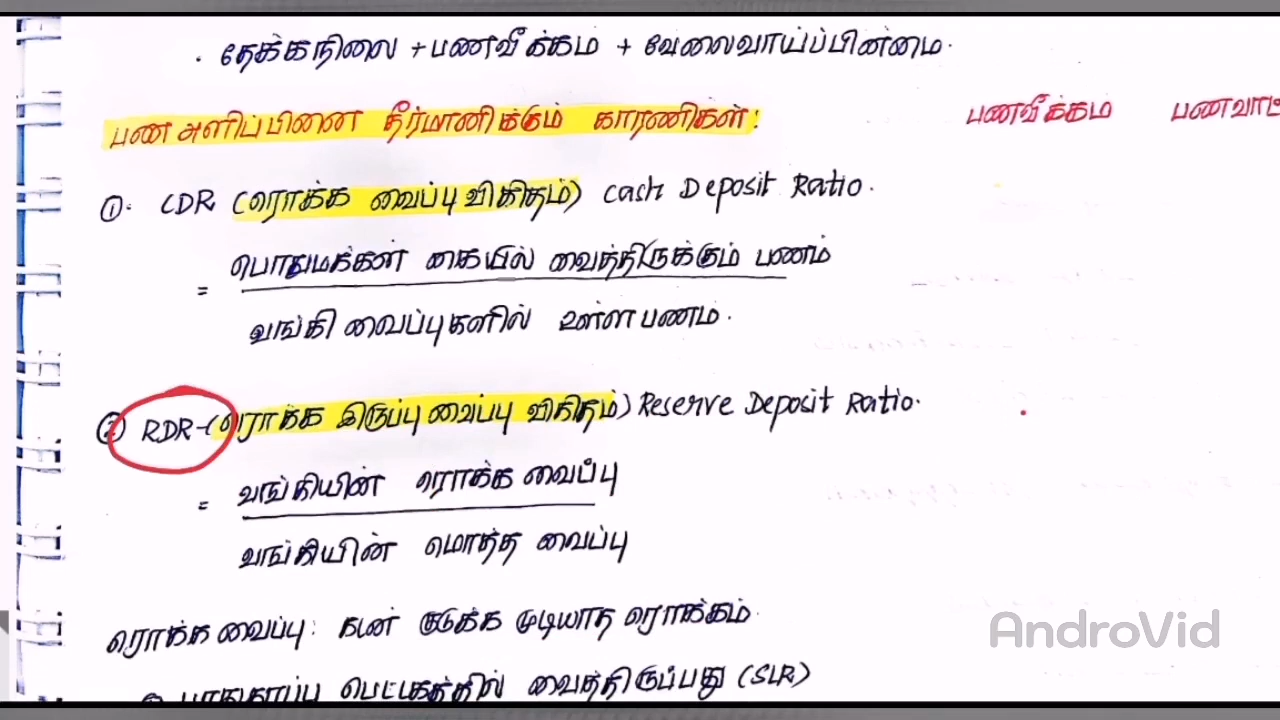 . தேக்கநிலை + பணவீக்கம் + வேலைவாய்ப்பின்மை.
பண அளிப்பினை தீர்மானிக்கும் காரணிகள்: பணவீக்கம் பணவாட்
①. CDR (ரொக்க வைப்பு விகிதம்) Cash Deposit Ratio.
பொதுமக்கள் கையில் வைத்திருக்கும் பணம்
=
வங்கி வைப்புகளில் உள்ள பணம்.
② RDR - (ரொக்க இருப்பு வைப்பு விகிதம்) Reserve Deposit Ratio.
வங்கியின் ரொக்க வைப்பு
=
வங்கியின் மொத்த வைப்பு
ரொக்க வைப்பு : கடன் கொடுக்க முடியாத ரொக்கம்.
பாதுகாப்பு பெட்டகத்தில் வைத்திருப்பது (SLR)
AndroVid